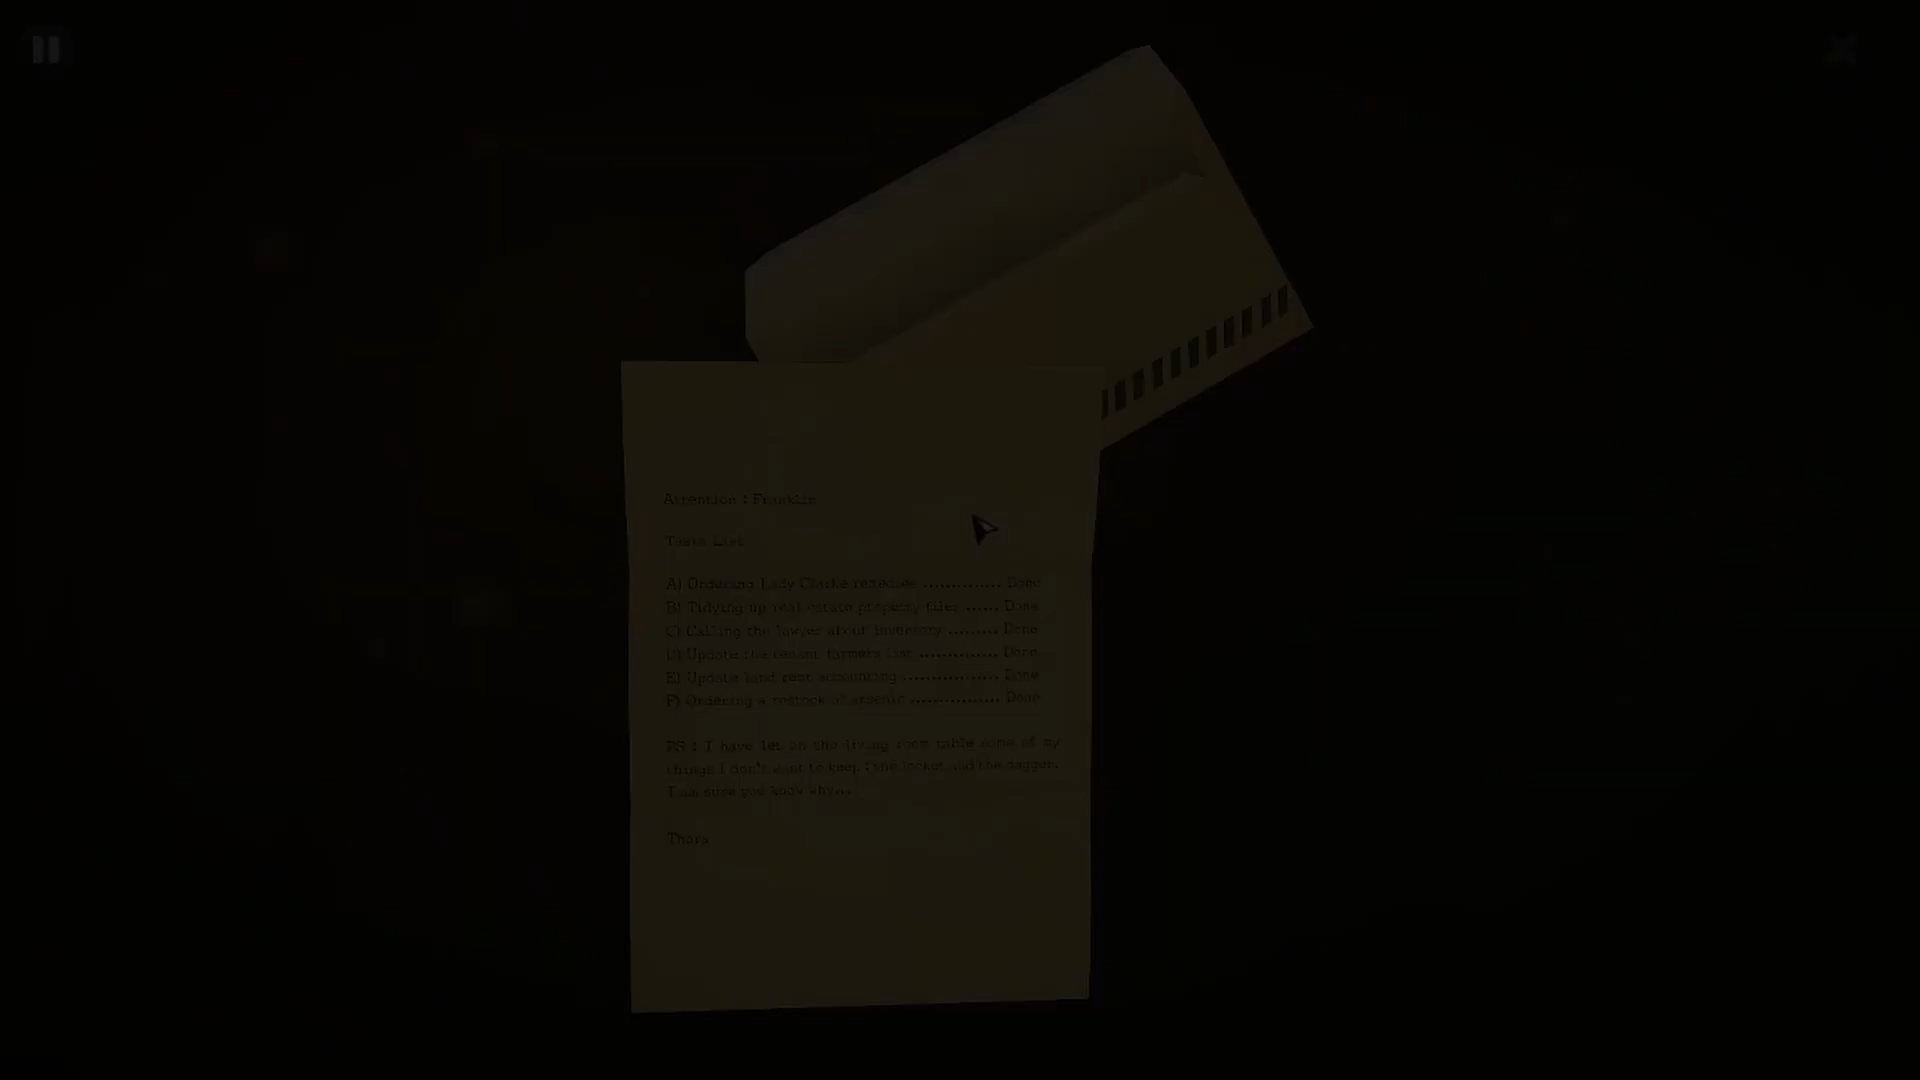 Attention : Franklin
Tasks List
A) Ordering Lady Clarke remedies .............. Done
B) Tidying up real estate property files ...... Done
C) Calling the lawyer about inventory ......... Done
D) Update the tenant farmers list .............. Done
E) Update land rent accounting ................. Done
F) Ordering a restock of arsenic ................ Done
PS : I have let on the living room table some of my
things I don't want to keep : the locket and the dagger.
I am sure you know why...
Thora